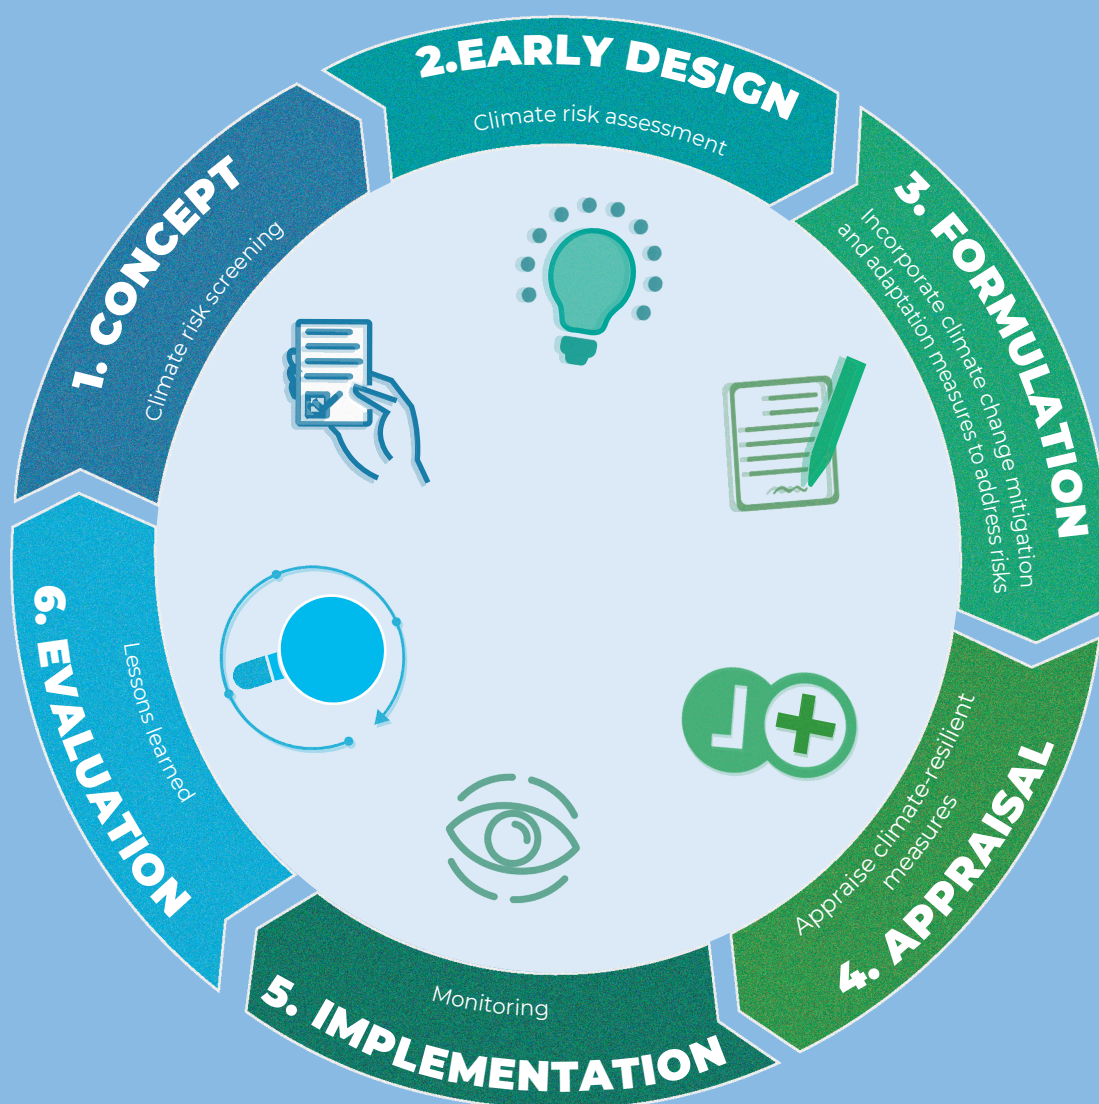 1. CONCEPT
Climate risk screening
2.EARLY DESIGN
Climate risk assessment
3. FORMULATION
Incorporate climate change mitigation
and adaptation measures to address risks
4. APPRAISAL
Appraise climate-resilient
measures
5. IMPLEMENTATION
Monitoring
6. EVALUATION
Lessons learned